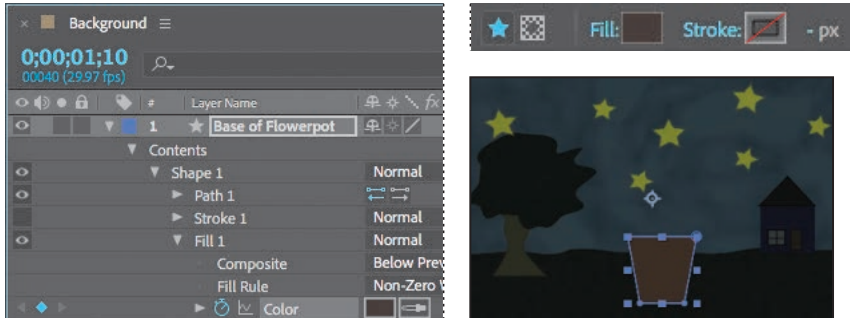 Background
0;00;01;10
00040 (29.97 fps)
# Layer Name fx
1 Base of Flowerpot
Contents
Shape 1 Normal
Path 1
Stroke 1 Normal
Fill 1 Normal
Composite Below Prev
Fill Rule Non-Zero W
Color
Fill: Stroke: - px